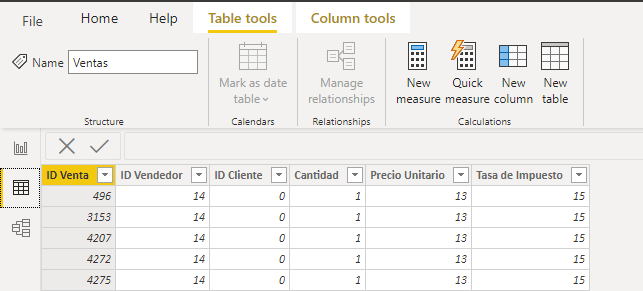 File Home Help Table tools Column tools
Name Ventas
Mark as date table
Manage relationships
New measure
Quick measure
New column
New table
Structure Calendars Relationships Calculations
ID Venta ID Vendedor ID Cliente Cantidad Precio Unitario Tasa de Impuesto
496 14 0 1 13 15
3153 14 0 1 13 15
4207 14 0 1 13 15
4272 14 0 1 13 15
4275 14 0 1 13 15